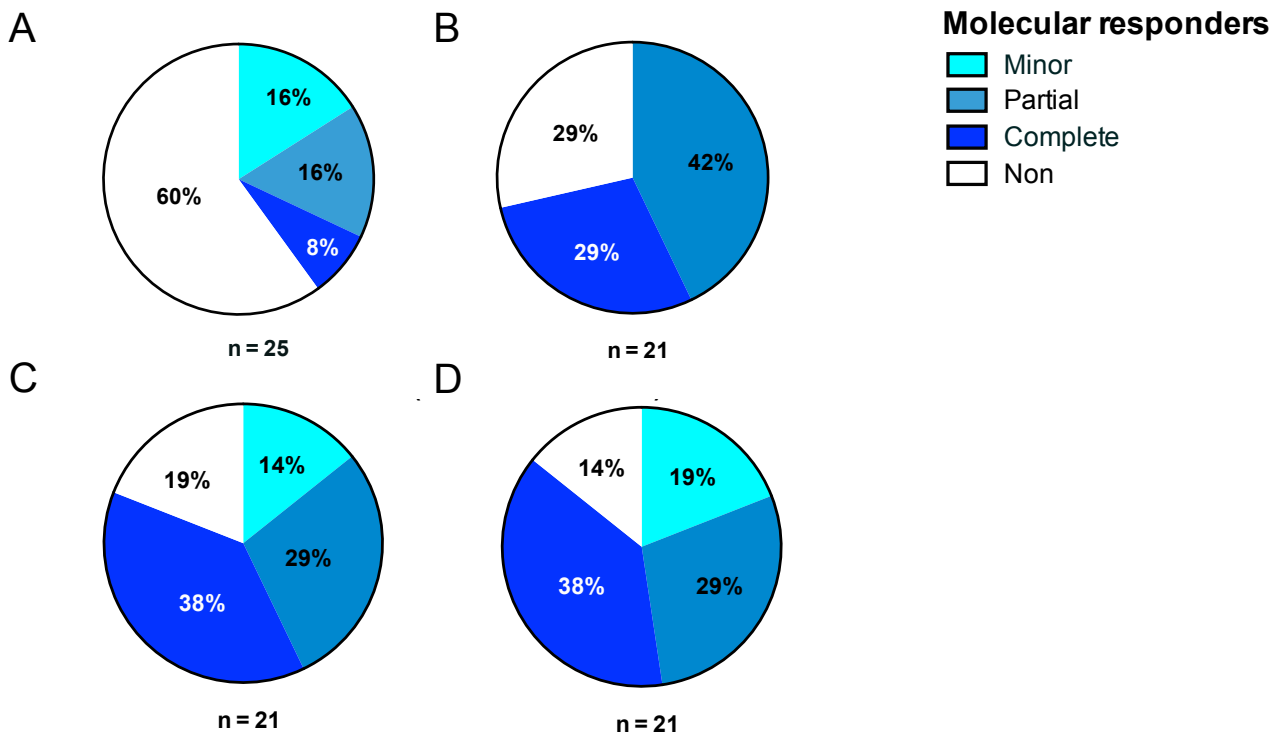 A
16%
16%
60%
8%
n = 25
B
29%
42%
29%
n = 21
Molecular responders
Minor
Partial
Complete
Non
C
14%
19%
29%
38%
n = 21
D
14%
19%
38%
29%
n = 21